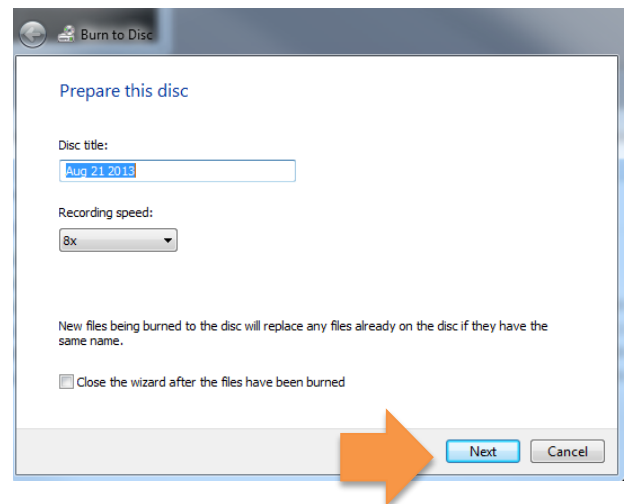 Burn to Disc
Prepare this disc
Disc title:
Aug 21 2013
Recording speed:
8x
New files being burned to the disc will replace any files already on the disc if they have the
same name.
Close the wizard after the files have been burned
Next Cancel